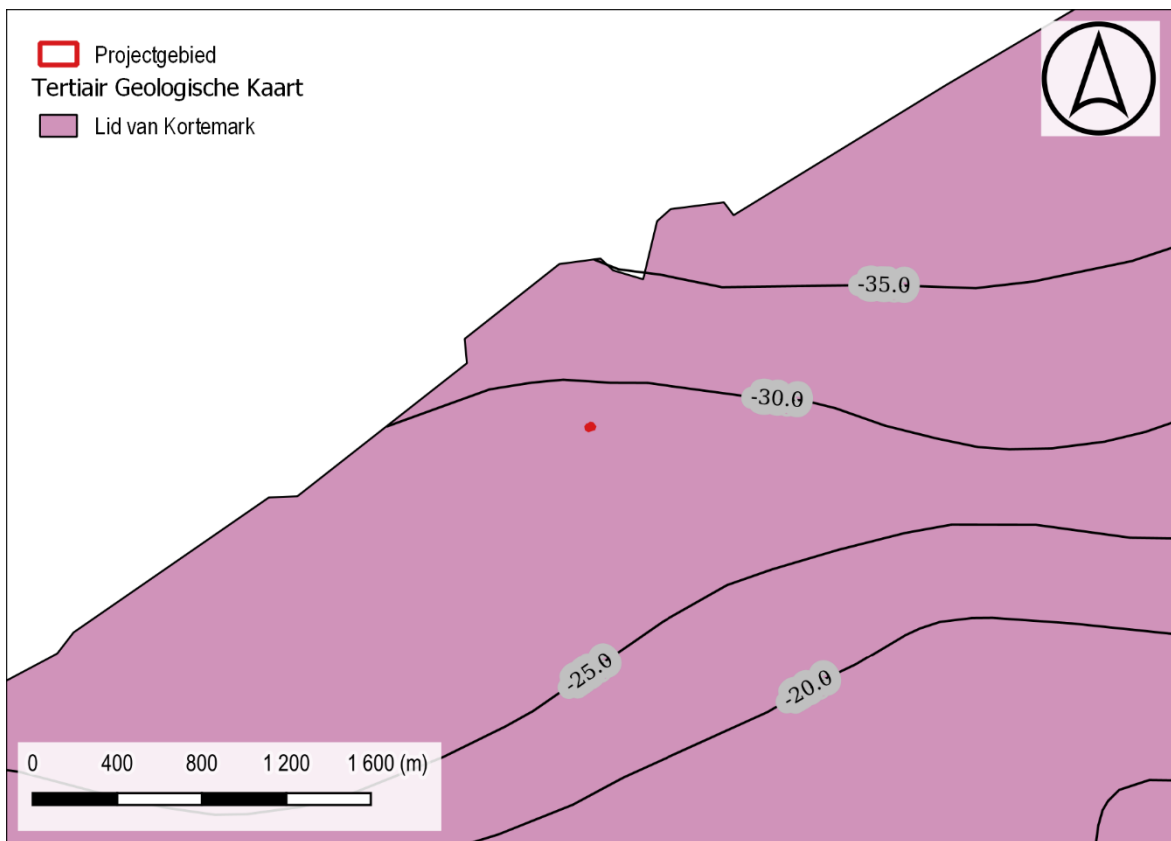 Projectgebied
Tertiair Geologische Kaart
Lid van Kortemark
-35.0
-30.0
-25.0
-20.0
0 400 800 1 200 1 600 (m)